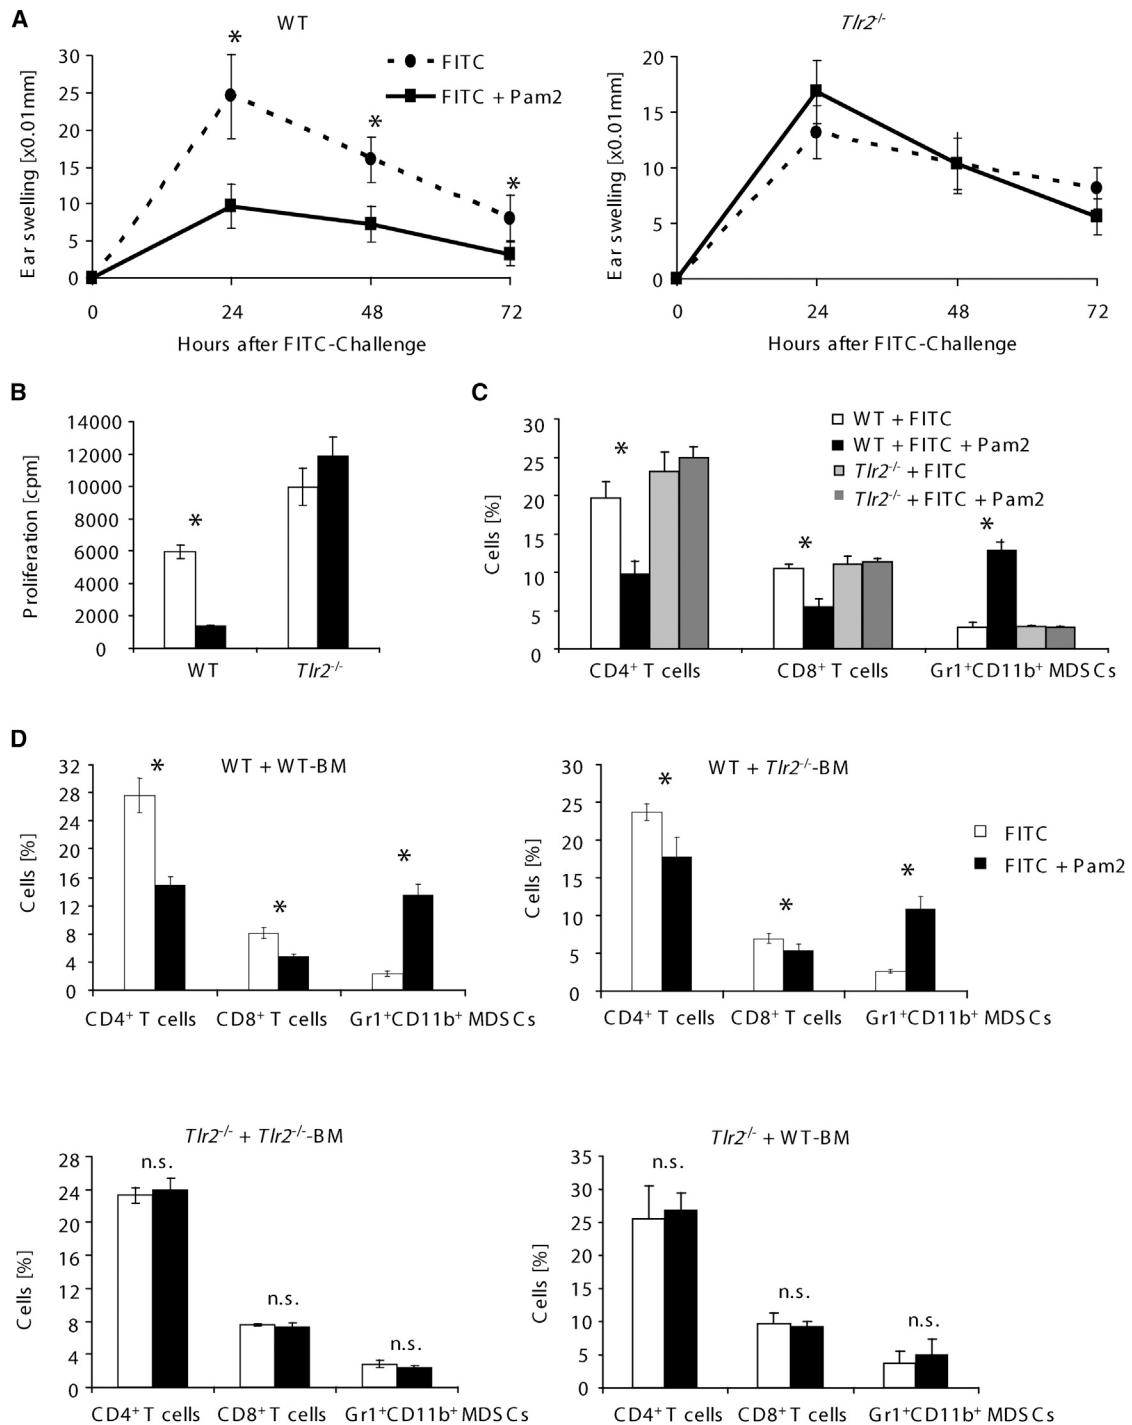 A
WT
Tlr2-/-
Ear swelling [x0.01mm]
30
25
20
15
10
5
0
FITC
FITC + Pam2
*
*
*
0
24
48
72
Hours after FITC-Challenge
Ear swelling [x0.01mm]
20
15
10
5
0
0
24
48
72
Hours after FITC-Challenge
B
Proliferation [cpm]
14000
12000
10000
8000
6000
4000
2000
0
*
WT
Tlr2-/-
C
Cells [%]
30
25
20
15
10
5
0
WT + FITC
WT + FITC + Pam2
Tlr2-/- + FITC
Tlr2-/- + FITC + Pam2
*
*
*
CD4+ T cells
CD8+ T cells
Gr1+CD11b+ MDSCs
D
WT + WT-BM
Cells [%]
32
28
24
20
16
12
8
4
0
*
*
*
CD4+ T cells
CD8+ T cells
Gr1+CD11b+ MDSCs
WT + Tlr2-/--BM
Cells [%]
30
25
20
15
10
5
0
*
*
*
CD4+ T cells
CD8+ T cells
Gr1+CD11b+ MDSCs
FITC
FITC + Pam2
Tlr2-/- + Tlr2-/--BM
Cells [%]
28
24
20
16
12
8
4
0
n.s.
n.s.
n.s.
CD4+ T cells
CD8+ T cells
Gr1+CD11b+ MDSCs
Tlr2-/- + WT-BM
Cells [%]
35
30
25
20
15
10
5
0
n.s.
n.s.
n.s.
CD4+ T cells
CD8+ T cells
Gr1+CD11b+ MDSCs